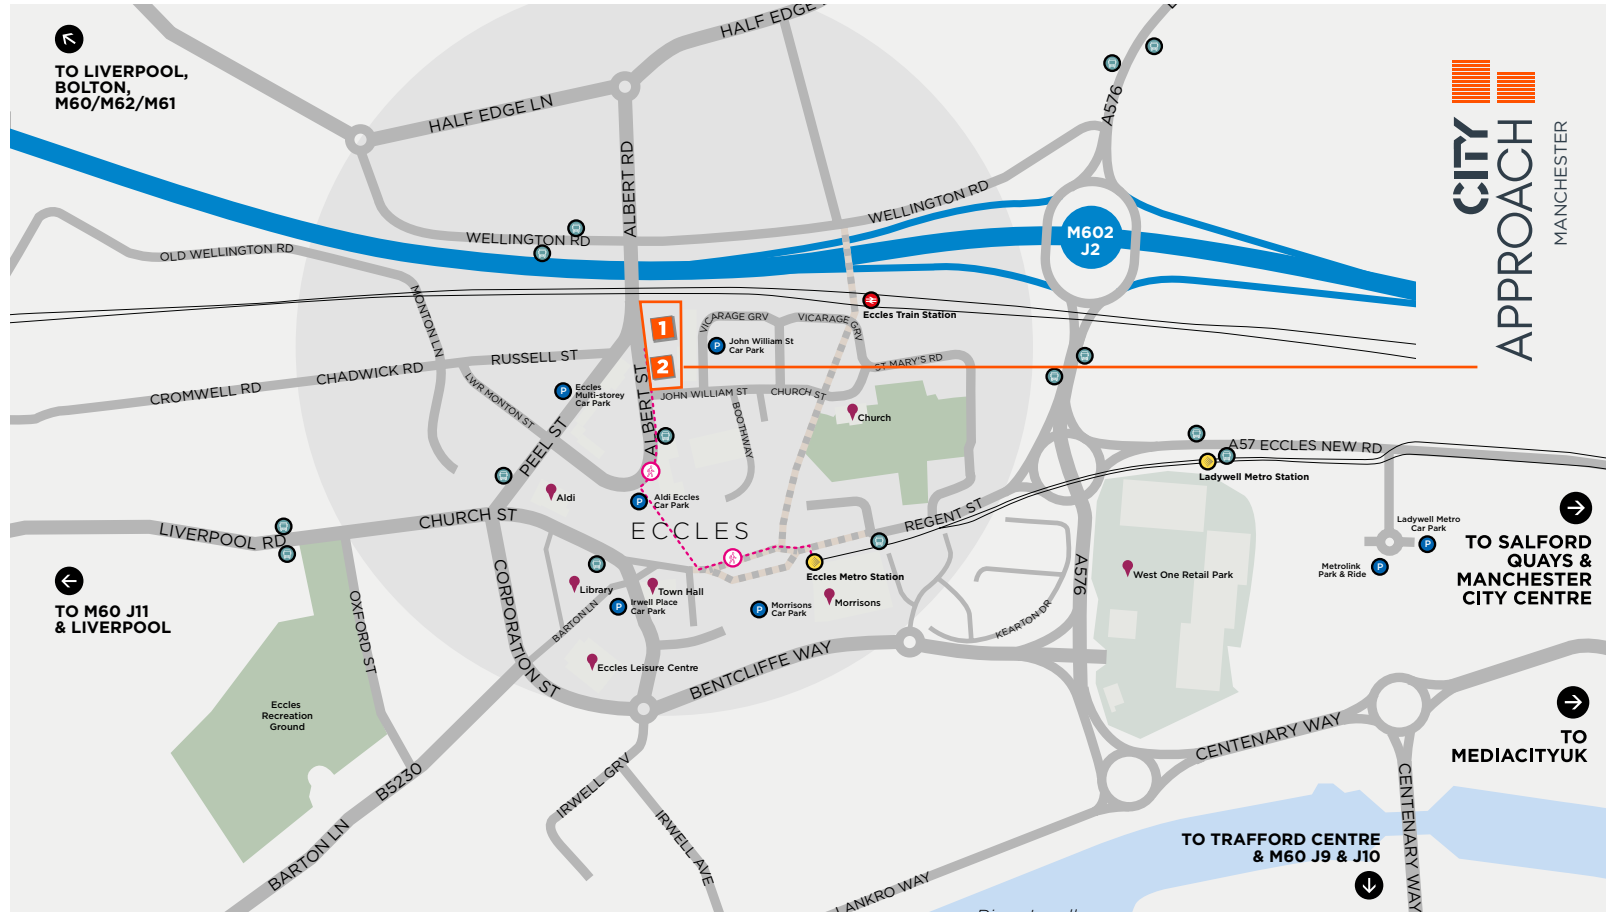 TO LIVERPOOL,
BOLTON,
M60/M62/M61
HALF EDGE LN
HALF EDGE
ALBERT RD
A576
CITY
APPROACH
MANCHESTER
WELLINGTON RD
WELLINGTON RD
OLD WELLINGTON RD
M602
J2
MONTON LN
Eccles Train Station
1
2
VICARAGE GRV
VICARAGE GRV
P
John William St
Car Park
RUSSELL ST
CHADWICK RD
CROMWELL RD
ST MARY'S RD
LWR MONTON ST
P
Eccles
Multi-storey
Car Park
ALBERT ST
JOHN WILLIAM ST
CHURCH ST
BOOTHWAY
Church
PEEL ST
A57 ECCLES NEW RD
Ladywell Metro Station
Aldi
P
Aldi Eccles
Car Park
ECCLES
CHURCH ST
LIVERPOOL RD
REGENT ST
Ladywell Metro
Car Park
P
Metrolink
Park & Ride
P
TO SALFORD
QUAYS &
MANCHESTER
CITY CENTRE
Eccles Metro Station
A576
West One Retail Park
TO M60 J11
& LIVERPOOL
OXFORD ST
CORPORATION ST
Library
Town Hall
BARTON LN
P
Irwell Place
Car Park
P
Morrisons
Car Park
Morrisons
KEARTON DR
Eccles Leisure Centre
BENTCLIFFE WAY
Eccles
Recreation
Ground
CENTENARY WAY
TO
MEDIACITYUK
B5230
BARTON LN
IRWELL GRV
IRWELL AVE
CENTENARY WAY
TO TRAFFORD CENTRE
& M60 J9 & J10
LANKRO WAY